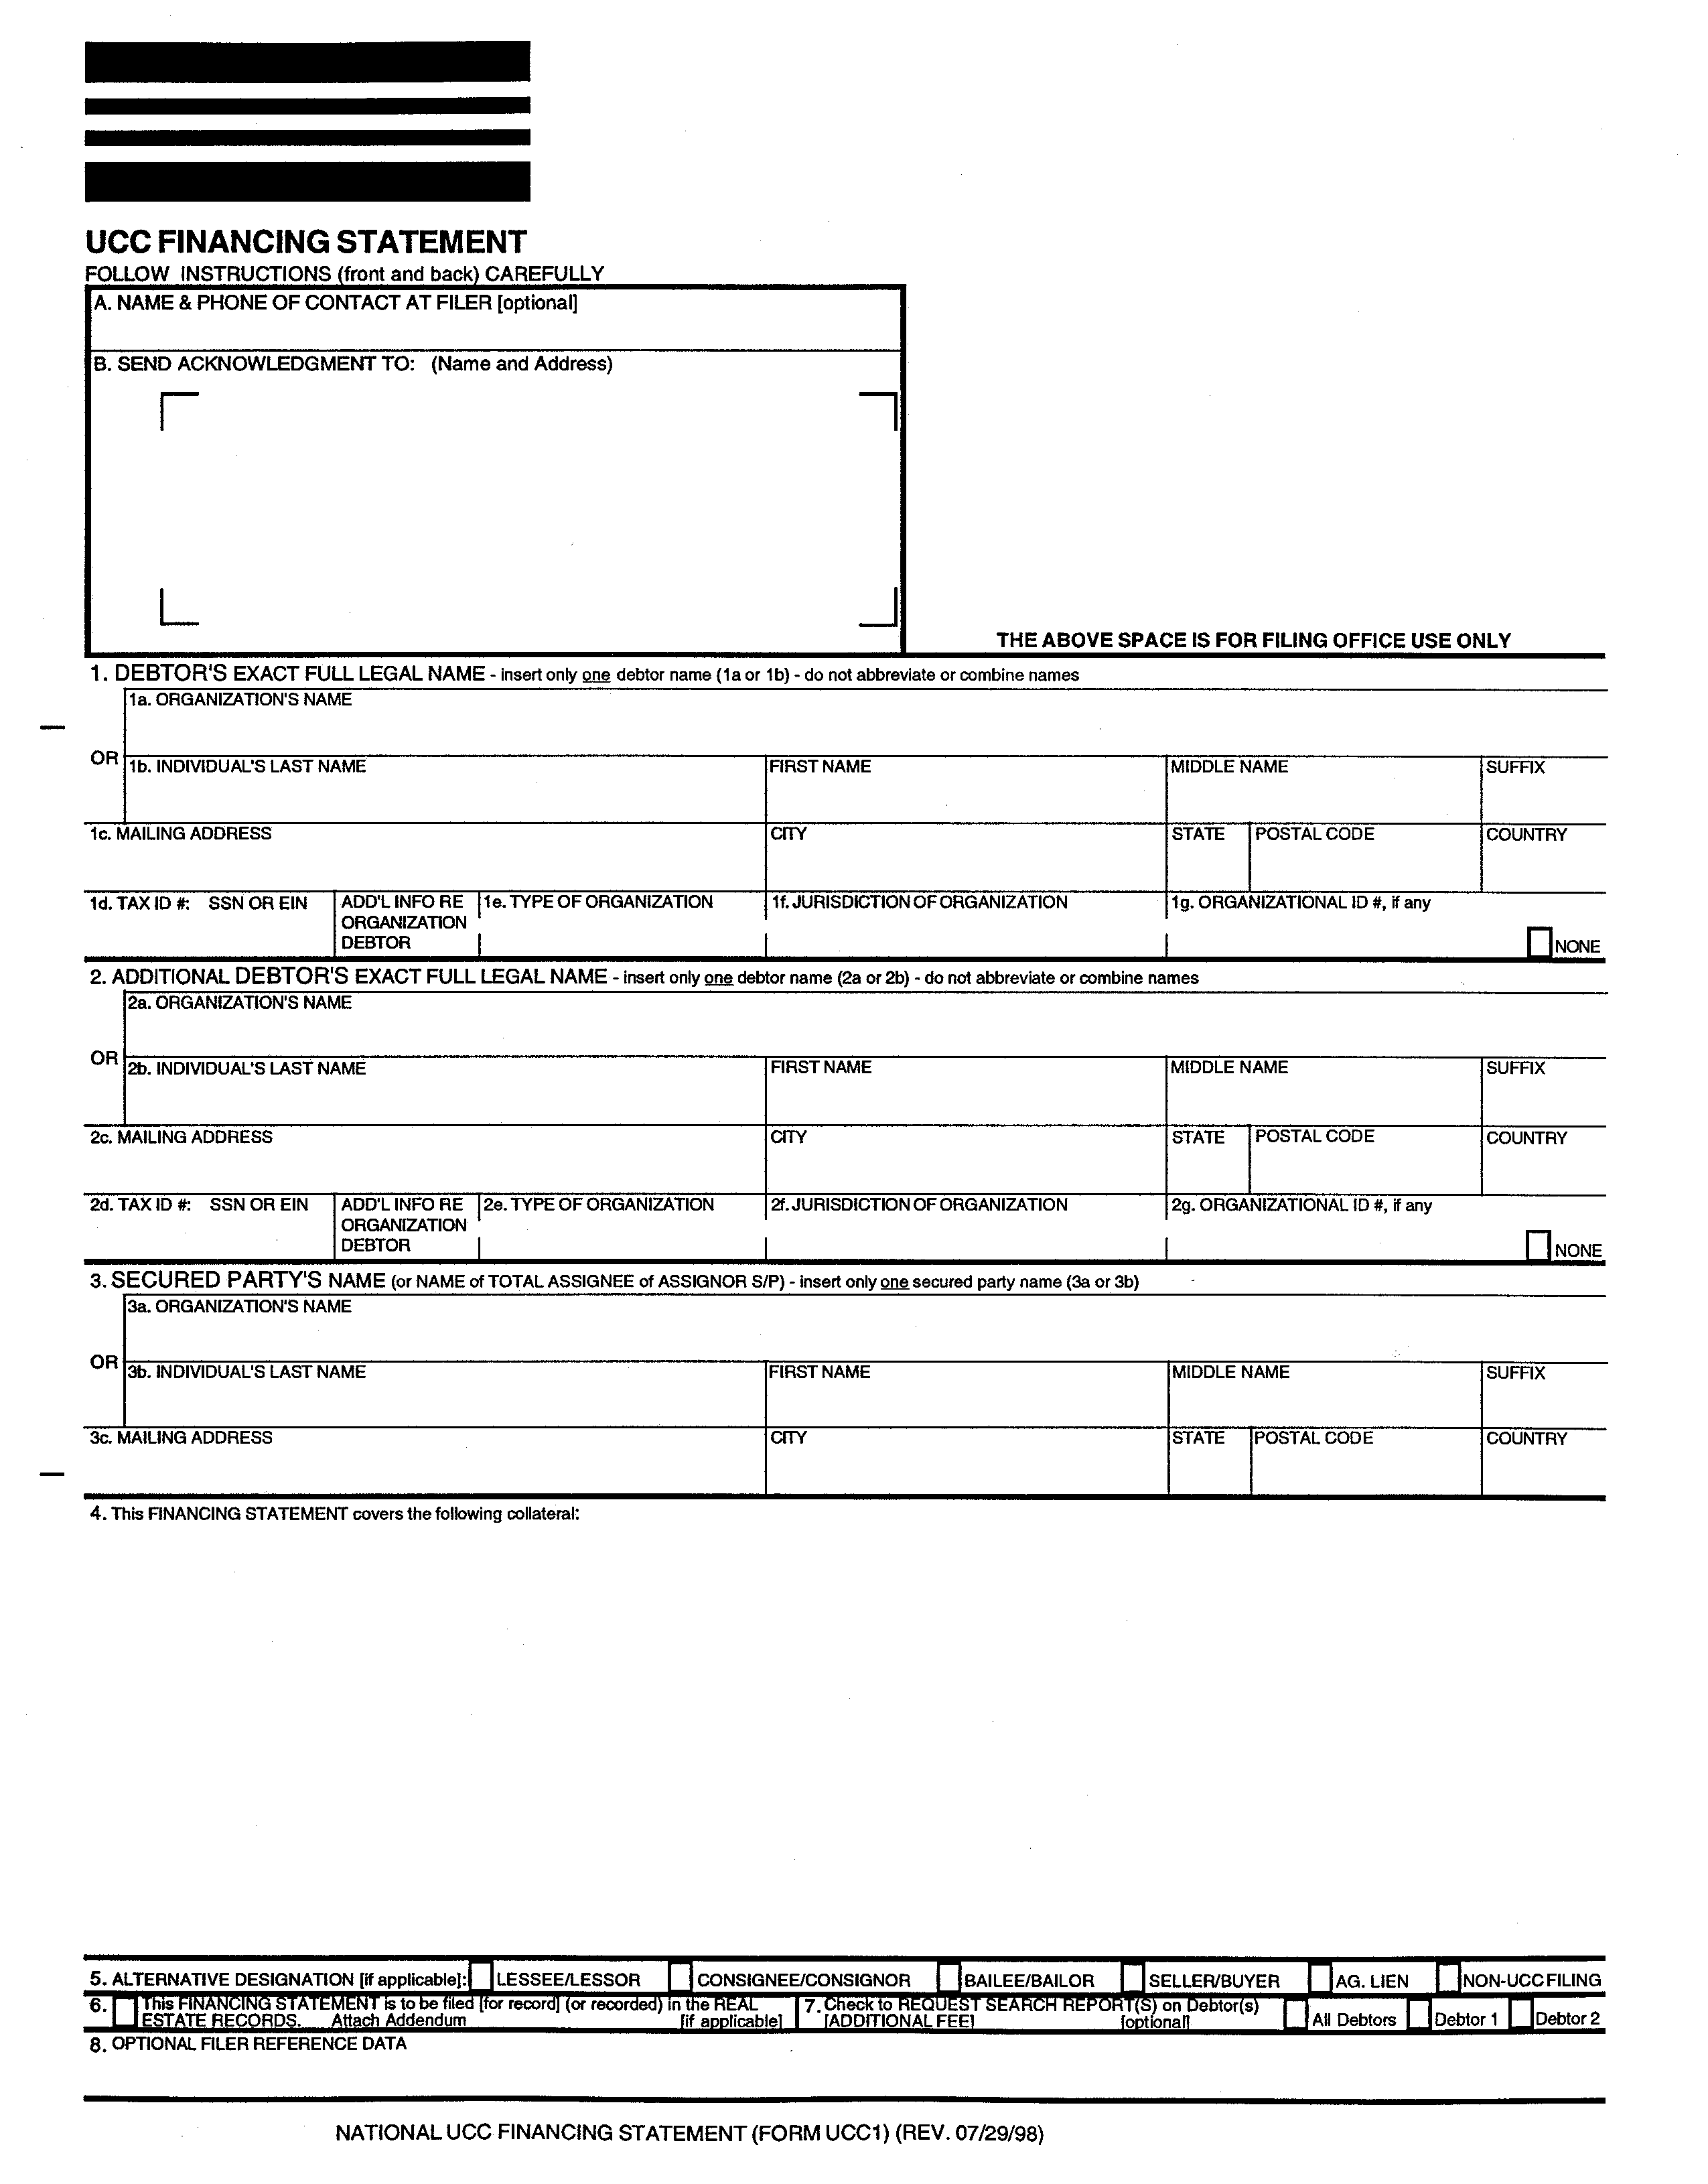 UCC FINANCING STATEMENT
FOLLOW INSTRUCTIONS (front and back) CAREFULLY
A. NAME & PHONE OF CONTACT AT FILER [optional]
B. SEND ACKNOWLEDGMENT TO: (Name and Address)
THE ABOVE SPACE IS FOR FILING OFFICE USE ONLY
1. DEBTOR'S EXACT FULL LEGAL NAME - insert only one debtor name (1a or 1b) - do not abbreviate or combine names
1a. ORGANIZATION'S NAME
OR
1b. INDIVIDUAL'S LAST NAME FIRST NAME MIDDLE NAME SUFFIX
1c. MAILING ADDRESS CITY STATE POSTAL CODE COUNTRY
1d. TAX ID #: SSN OR EIN ADD'L INFO RE 1e. TYPE OF ORGANIZATION 1f. JURISDICTION OF ORGANIZATION 1g. ORGANIZATIONAL ID #, if any
ORGANIZATION
DEBTOR NONE
2. ADDITIONAL DEBTOR'S EXACT FULL LEGAL NAME - insert only one debtor name (2a or 2b) - do not abbreviate or combine names
2a. ORGANIZATION'S NAME
OR
2b. INDIVIDUAL'S LAST NAME FIRST NAME MIDDLE NAME SUFFIX
2c. MAILING ADDRESS CITY STATE POSTAL CODE COUNTRY
2d. TAX ID #: SSN OR EIN ADD'L INFO RE 2e. TYPE OF ORGANIZATION 2f. JURISDICTION OF ORGANIZATION 2g. ORGANIZATIONAL ID #, if any
ORGANIZATION
DEBTOR NONE
3. SECURED PARTY'S NAME (or NAME of TOTAL ASSIGNEE of ASSIGNOR S/P) - insert only one secured party name (3a or 3b)
3a. ORGANIZATION'S NAME
OR
3b. INDIVIDUAL'S LAST NAME FIRST NAME MIDDLE NAME SUFFIX
3c. MAILING ADDRESS CITY STATE POSTAL CODE COUNTRY
4. This FINANCING STATEMENT covers the following collateral:
5. ALTERNATIVE DESIGNATION [if applicable]: LESSEE/LESSOR CONSIGNEE/CONSIGNOR BAILEE/BAILOR SELLER/BUYER AG. LIEN NON-UCC FILING
6. This FINANCING STATEMENT is to be filed [for record] (or recorded) in the REAL 7. Check to REQUEST SEARCH REPORT(S) on Debtor(s)
ESTATE RECORDS. Attach Addendum [if applicable] [ADDITIONAL FEE] [optional] All Debtors Debtor 1 Debtor 2
8. OPTIONAL FILER REFERENCE DATA
NATIONAL UCC FINANCING STATEMENT (FORM UCC1) (REV. 07/29/98)